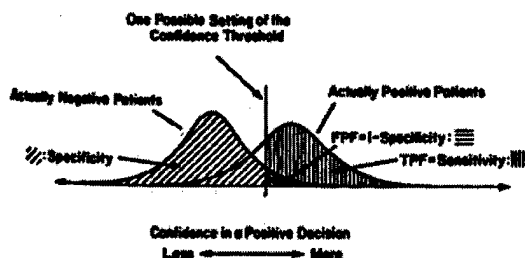 One Possible Setting of the
Confidence Threshold
Actually Negative Patients
Actually Positive Patients
FPF=1-Specificity:
:Specificity
TPF=Sensitivity:
Confidence in a Positive Decision
Less
More